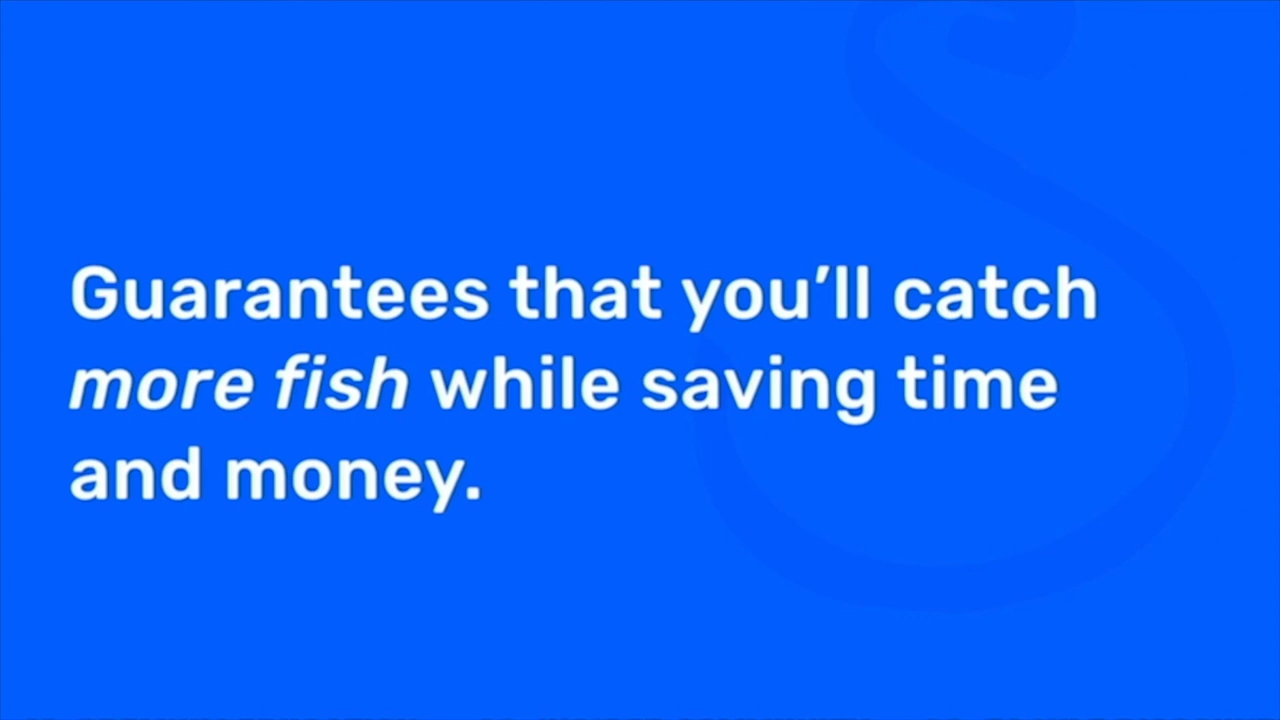 Guarantees that you’ll catch
more fish while saving time
and money.